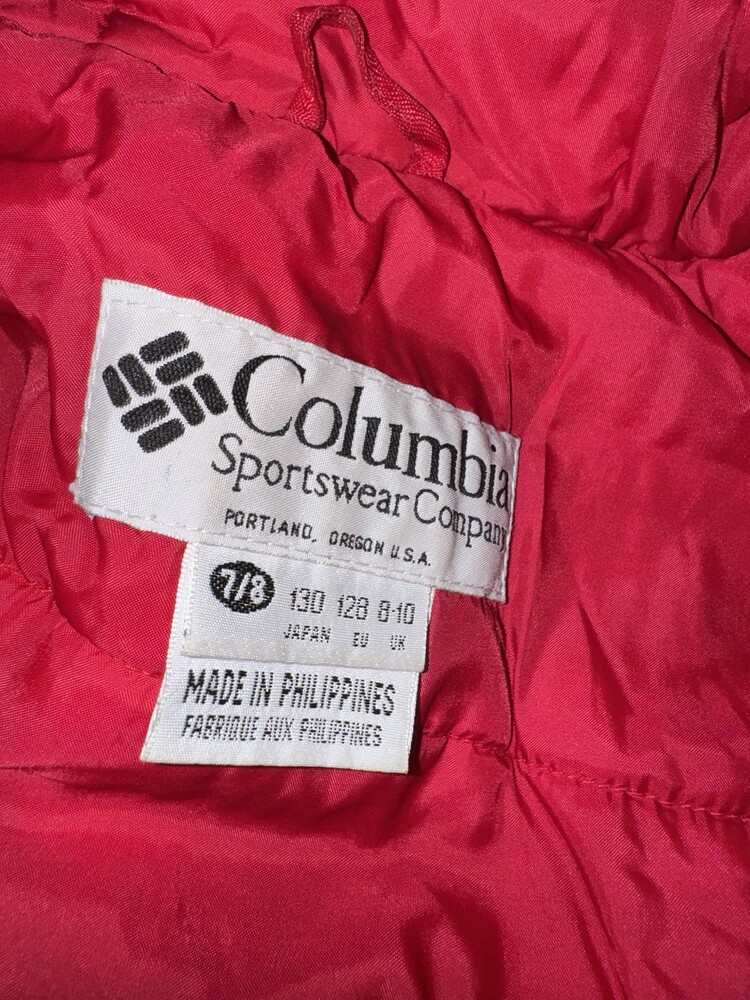 Columbia
Sportswear Company
PORTLAND, OREGON U.S.A.
7/8 130 128 8-10
JAPAN EU UK
MADE IN PHILIPPINES
FABRIQUE AUX PHILIPPINES